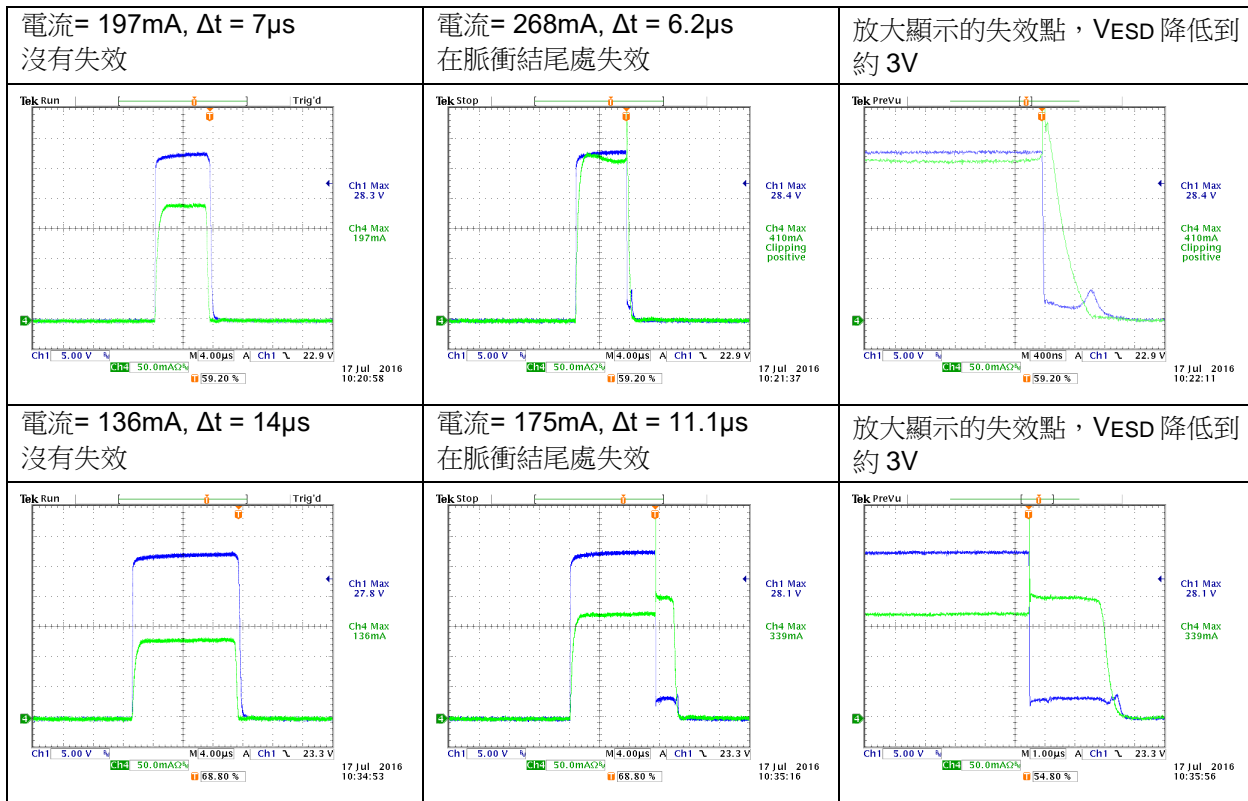 電流= 197mA, Δt = 7μs
沒有失效
電流= 268mA, Δt = 6.2μs
在脈衝結尾處失效
放大顯示的失效點，VESD 降低到
約 3V
Tek Run
Trig'd
Ch1 Max
28.3 V
Ch4 Max
197mA
Ch1 5.00 V
M 4.00μs A Ch1 22.9 V
Ch4 50.0mAΩ
59.20 %
17 Jul 2016
10:20:58
Tek Stop
Ch1 Max
28.4 V
Ch4 Max
410mA
Clipping
positive
Ch1 5.00 V
M 4.00μs A Ch1 22.9 V
Ch4 50.0mAΩ
59.20 %
17 Jul 2016
10:21:37
Tek PreVu
Ch1 Max
28.4 V
Ch4 Max
410mA
Clipping
positive
Ch1 5.00 V
M 400ns A Ch1 22.9 V
Ch4 50.0mAΩ
59.20 %
17 Jul 2016
10:22:11
電流= 136mA, Δt = 14μs
沒有失效
電流= 175mA, Δt = 11.1μs
在脈衝結尾處失效
放大顯示的失效點，VESD 降低到
約 3V
Tek Run
Trig'd
Ch1 Max
27.8 V
Ch4 Max
136mA
Ch1 5.00 V
M 4.00μs A Ch1 23.3 V
Ch4 50.0mAΩ
68.80 %
17 Jul 2016
10:34:53
Tek Stop
Ch1 Max
28.1 V
Ch4 Max
339mA
Ch1 5.00 V
M 4.00μs A Ch1 23.3 V
Ch4 50.0mAΩ
68.80 %
17 Jul 2016
10:35:16
Tek PreVu
Ch1 Max
28.1 V
Ch4 Max
339mA
Ch1 5.00 V
M 1.00μs A Ch1 23.3 V
Ch4 50.0mAΩ
54.80 %
17 Jul 2016
10:35:56